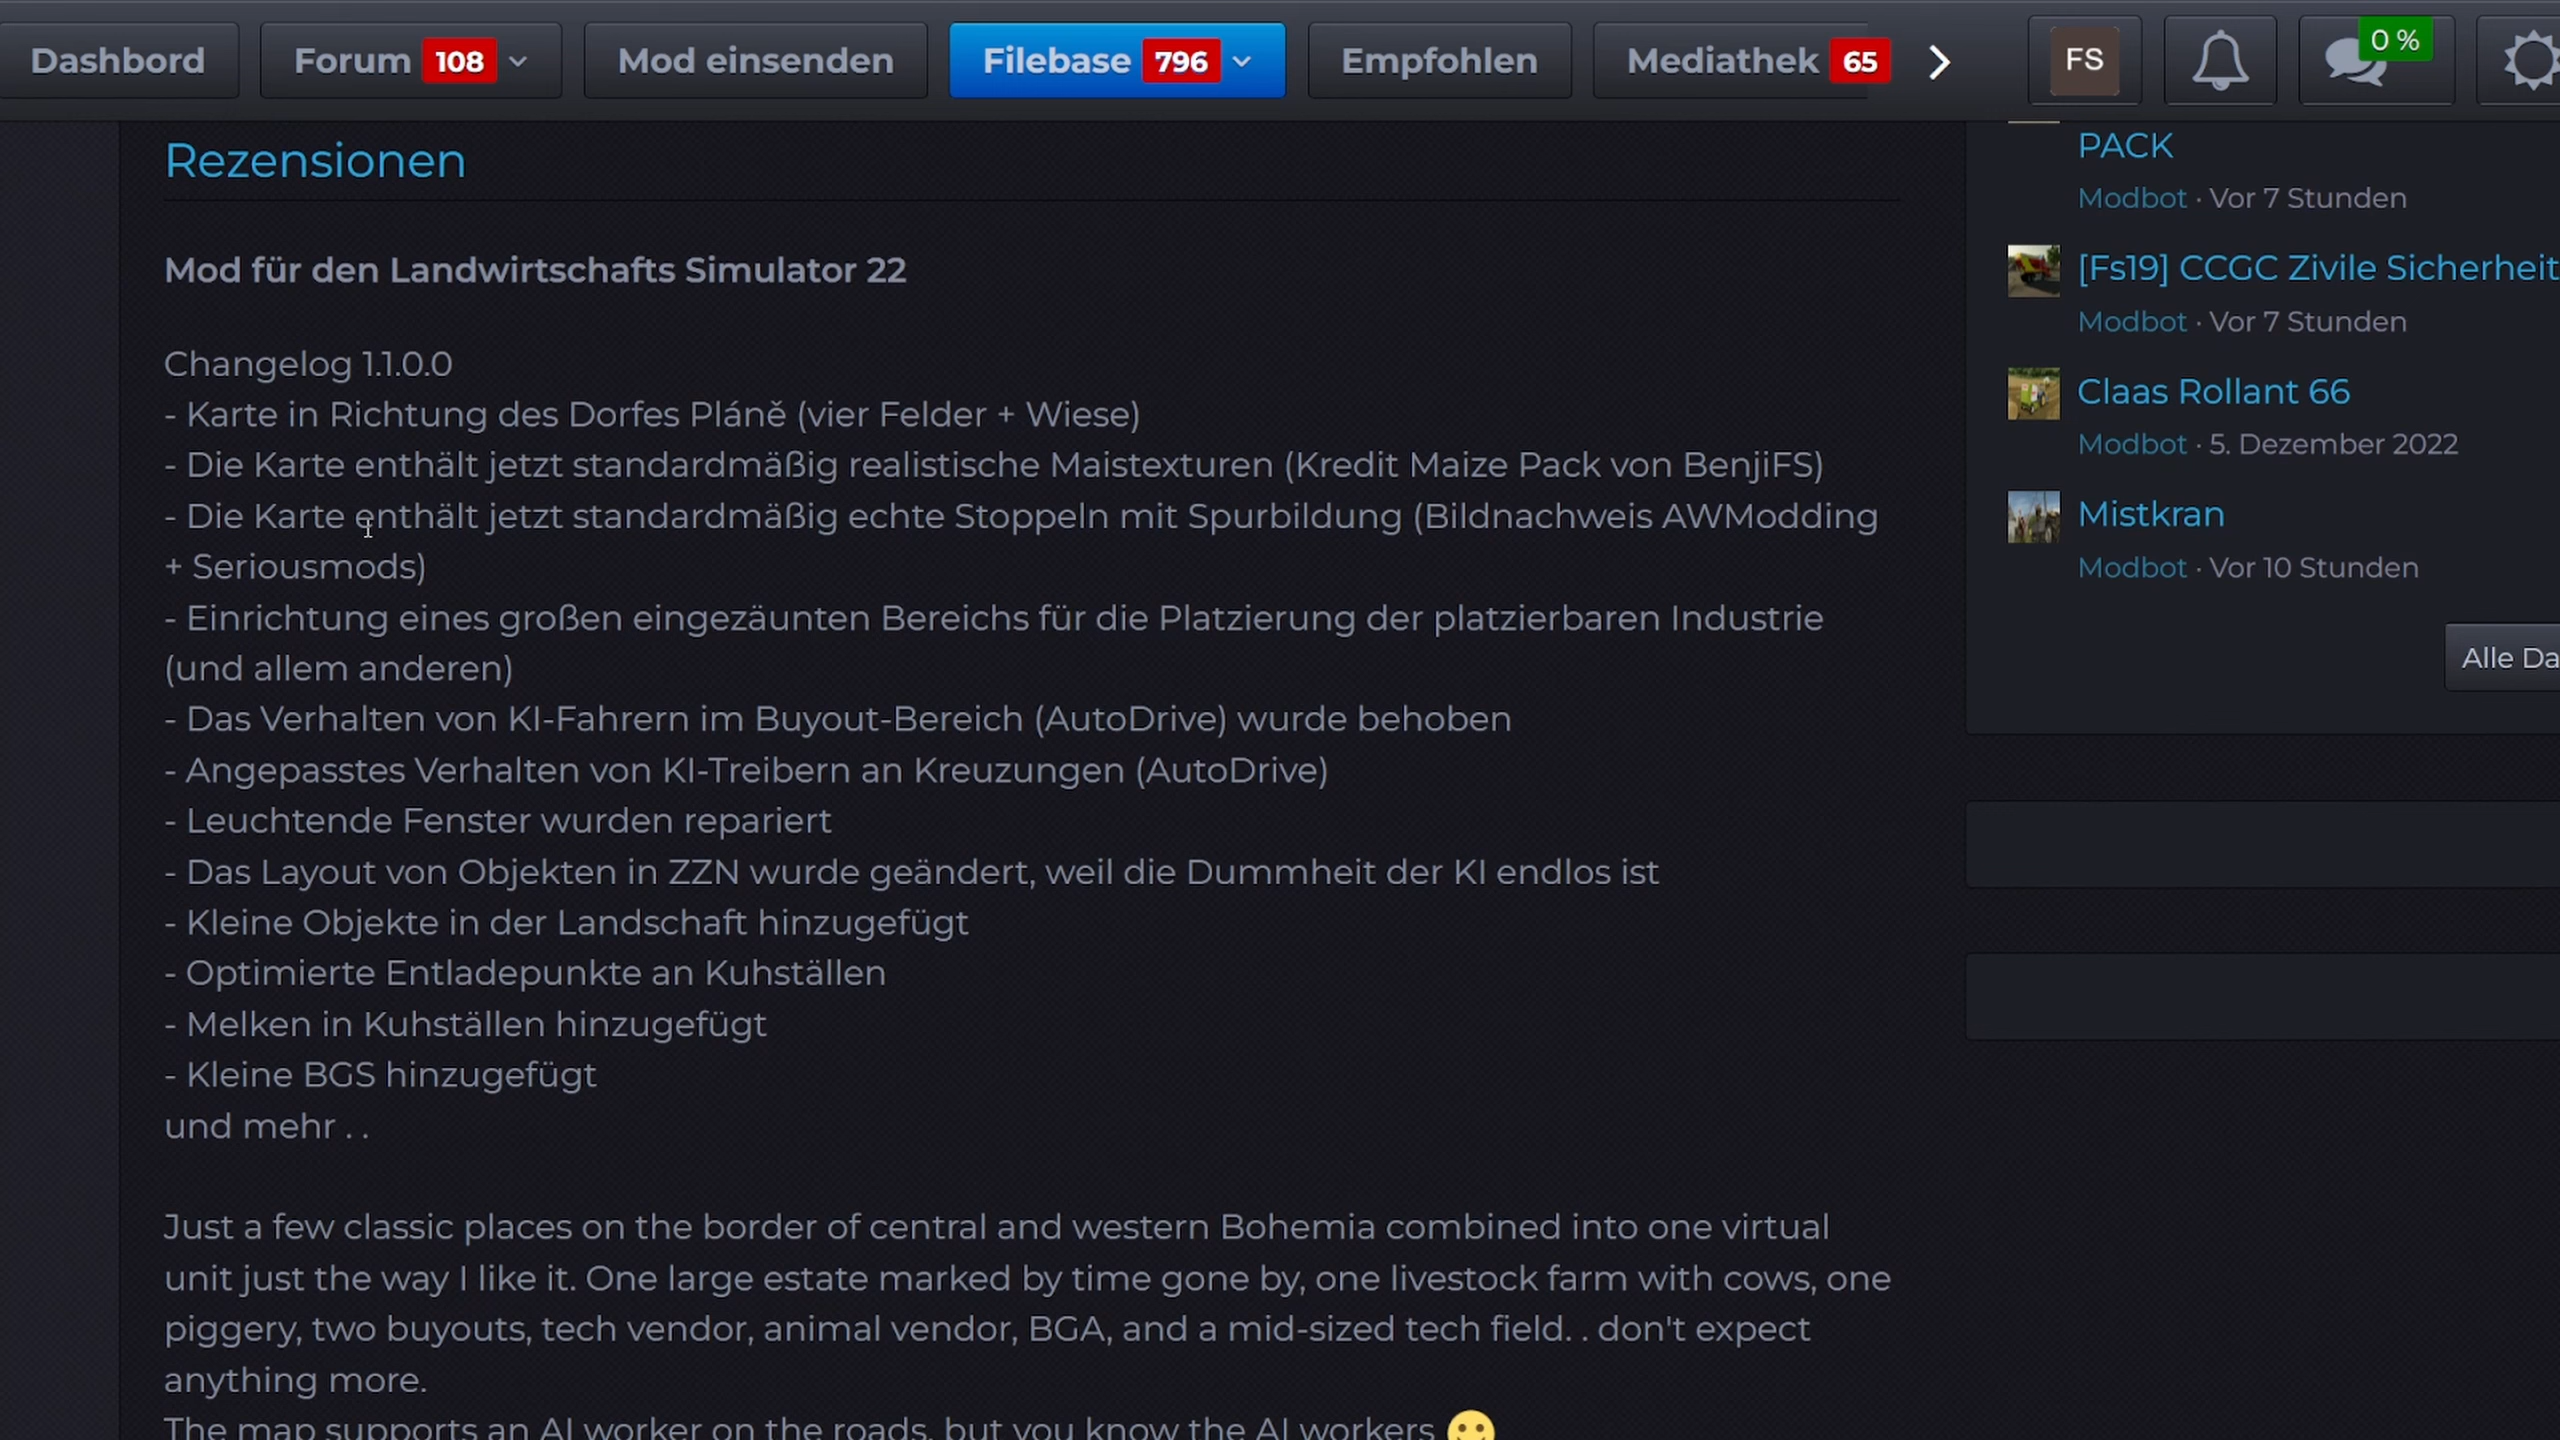 Dashbord
Forum 108
Mod einsenden
Filebase 796
Empfohlen
Mediathek 65
FS
0 %
Rezensionen
Mod für den Landwirtschafts Simulator 22
Changelog 1.1.0.0
- Karte in Richtung des Dorfes Pláně (vier Felder + Wiese)
- Die Karte enthält jetzt standardmäßig realistische Maistexturen (Kredit Maize Pack von BenjiFS)
- Die Karte enthält jetzt standardmäßig echte Stoppeln mit Spurbildung (Bildnachweis AWModding
+ Seriousmods)
- Einrichtung eines großen eingezäunten Bereichs für die Platzierung der platzierbaren Industrie
(und allem anderen)
- Das Verhalten von KI-Fahrern im Buyout-Bereich (AutoDrive) wurde behoben
- Angepasstes Verhalten von KI-Treibern an Kreuzungen (AutoDrive)
- Leuchtende Fenster wurden repariert
- Das Layout von Objekten in ZZN wurde geändert, weil die Dummheit der KI endlos ist
- Kleine Objekte in der Landschaft hinzugefügt
- Optimierte Entladepunkte an Kuhställen
- Melken in Kuhställen hinzugefügt
- Kleine BGS hinzugefügt
und mehr . .
Just a few classic places on the border of central and western Bohemia combined into one virtual
unit just the way I like it. One large estate marked by time gone by, one livestock farm with cows, one
piggery, two buyouts, tech vendor, animal vendor, BGA, and a mid-sized tech field. . don't expect
anything more.
The map supports an AI worker on the roads, but you know the AI workers
PACK
Modbot · Vor 7 Stunden
[Fs19] CCGC Zivile Sicherheit
Modbot · Vor 7 Stunden
Claas Rollant 66
Modbot · 5. Dezember 2022
Mistkran
Modbot · Vor 10 Stunden
Alle Da